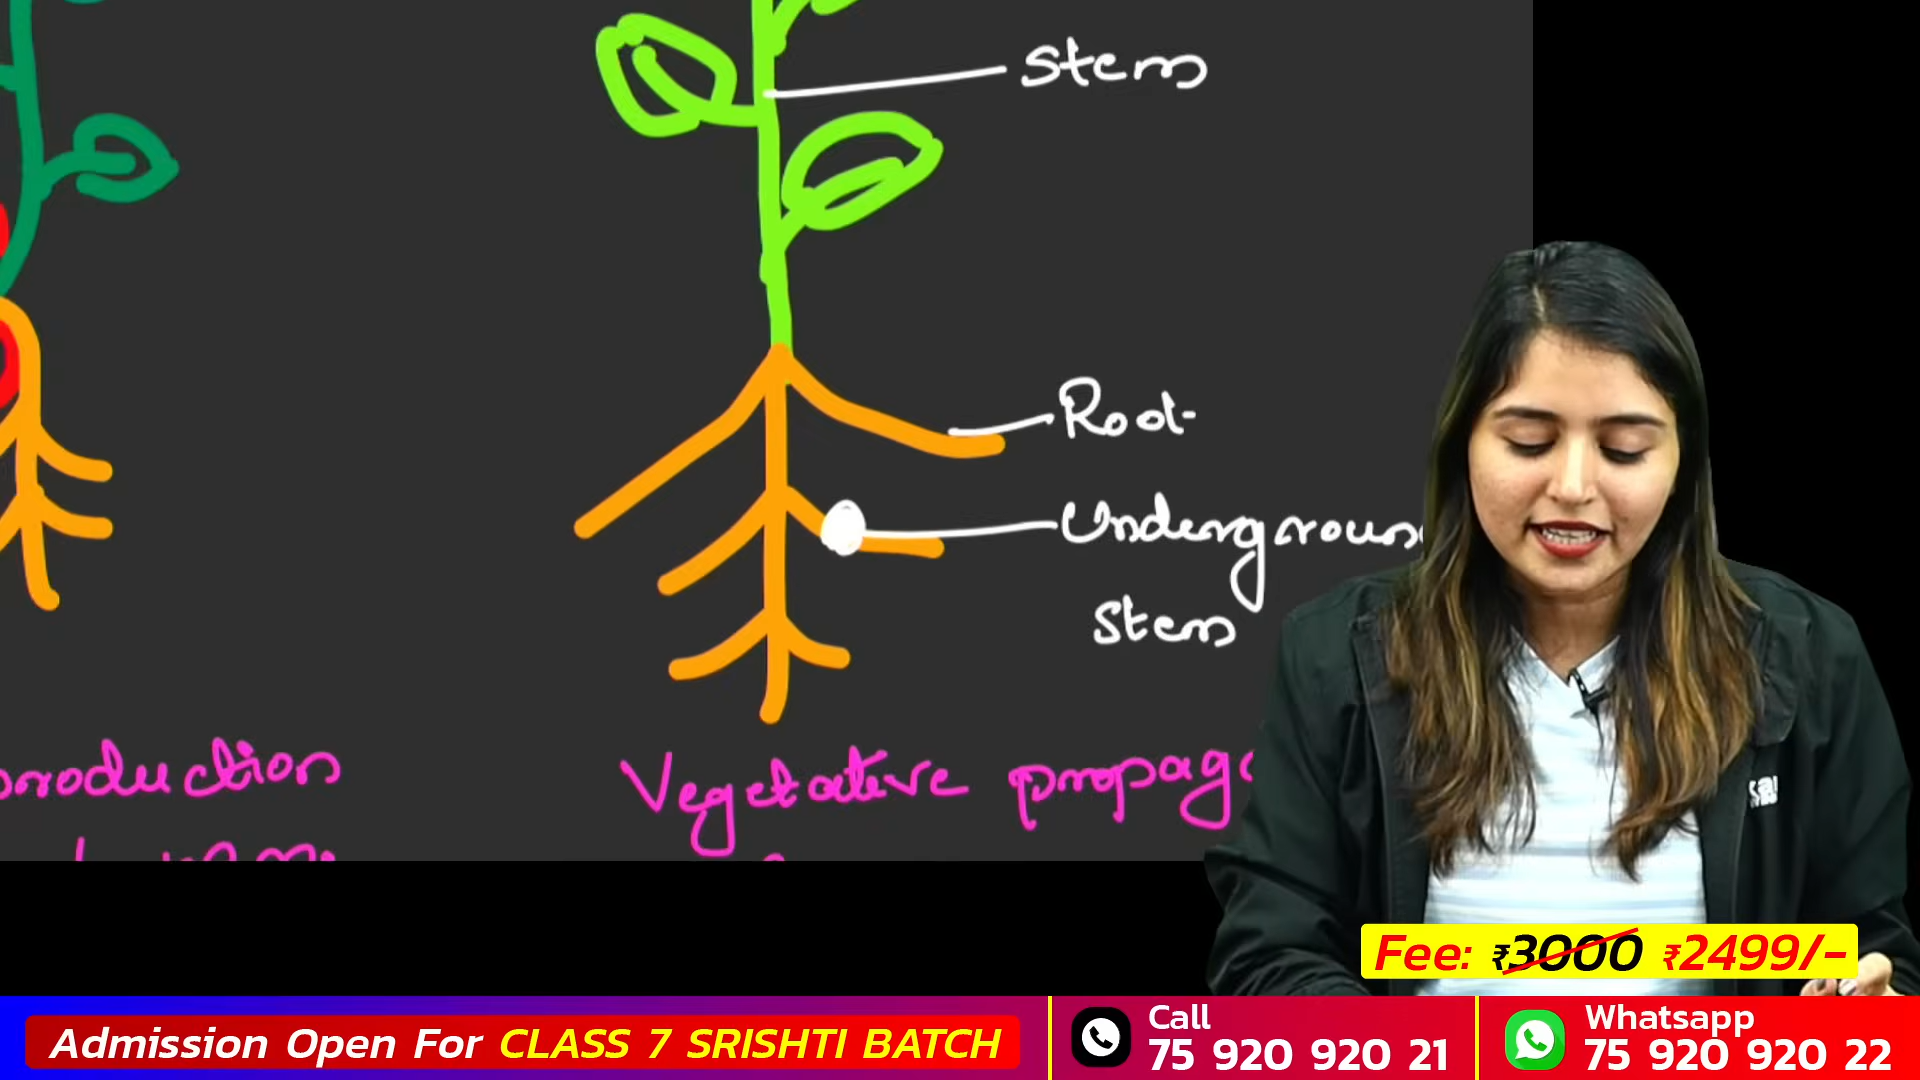 Stem
Root
Underground
Stem
production
Vegetative propag
Fee: ₹3000 ₹2499/-
Admission Open For CLASS 7 SRISHTI BATCH
Call
75 920 920 21
Whatsapp
75 920 920 22